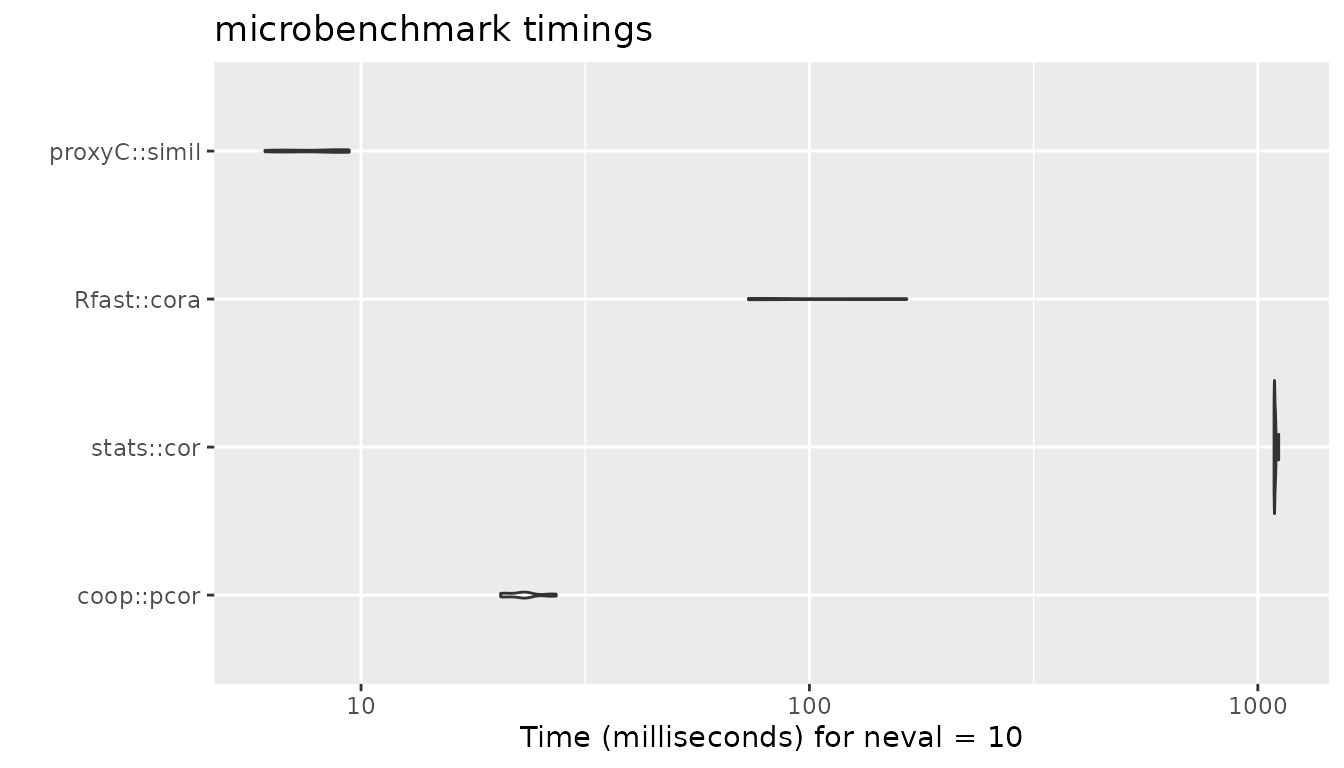 microbenchmark timings
proxyC::simil
Rfast::cora
stats::cor
coop::pcor
10 100 1000
Time (milliseconds) for neval = 10